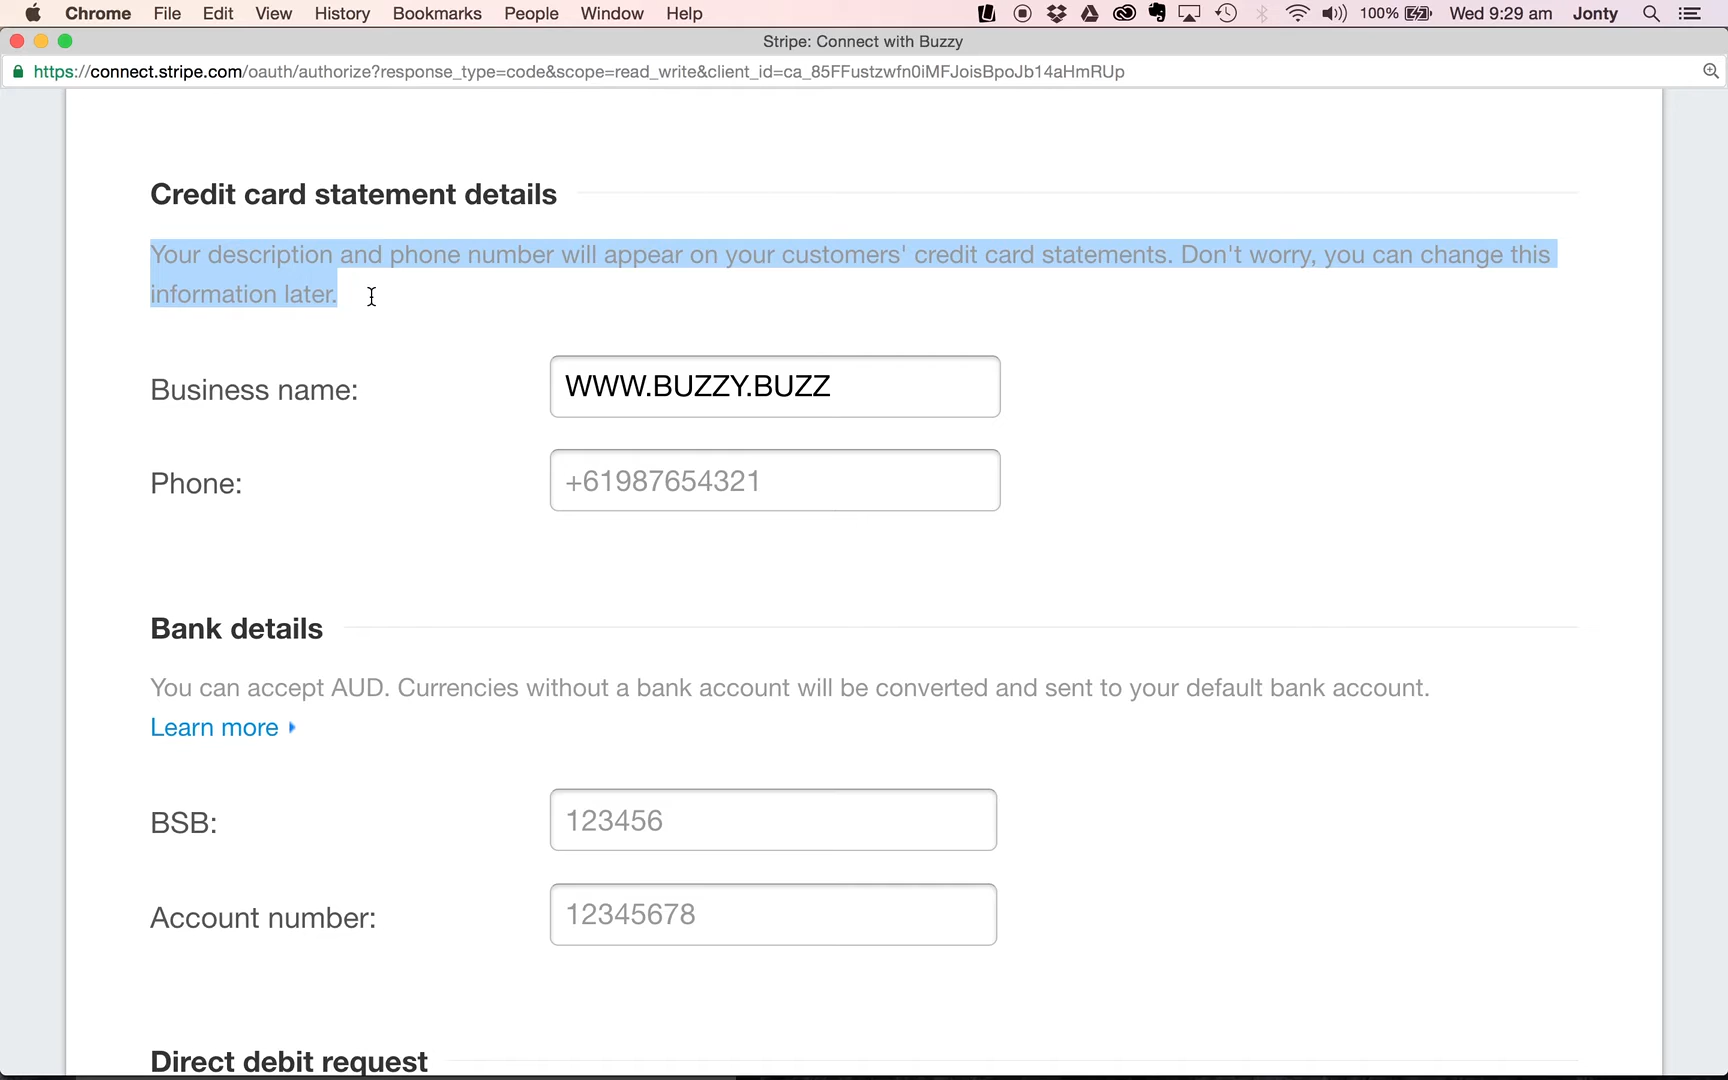 Chrome File Edit View History Bookmarks People Window Help 100% Wed 9:29 am Jonty
Stripe: Connect with Buzzy
https://connect.stripe.com/oauth/authorize?response_type=code&scope=read_write&client_id=ca_85FFustzwfn0iMFJoisBpoJb14aHmRUp
Credit card statement details
Your description and phone number will appear on your customers' credit card statements. Don't worry, you can change this
information later.
Business name: WWW.BUZZY.BUZZ
Phone: +61987654321
Bank details
You can accept AUD. Currencies without a bank account will be converted and sent to your default bank account.
Learn more
BSB: 123456
Account number: 12345678
Direct debit request